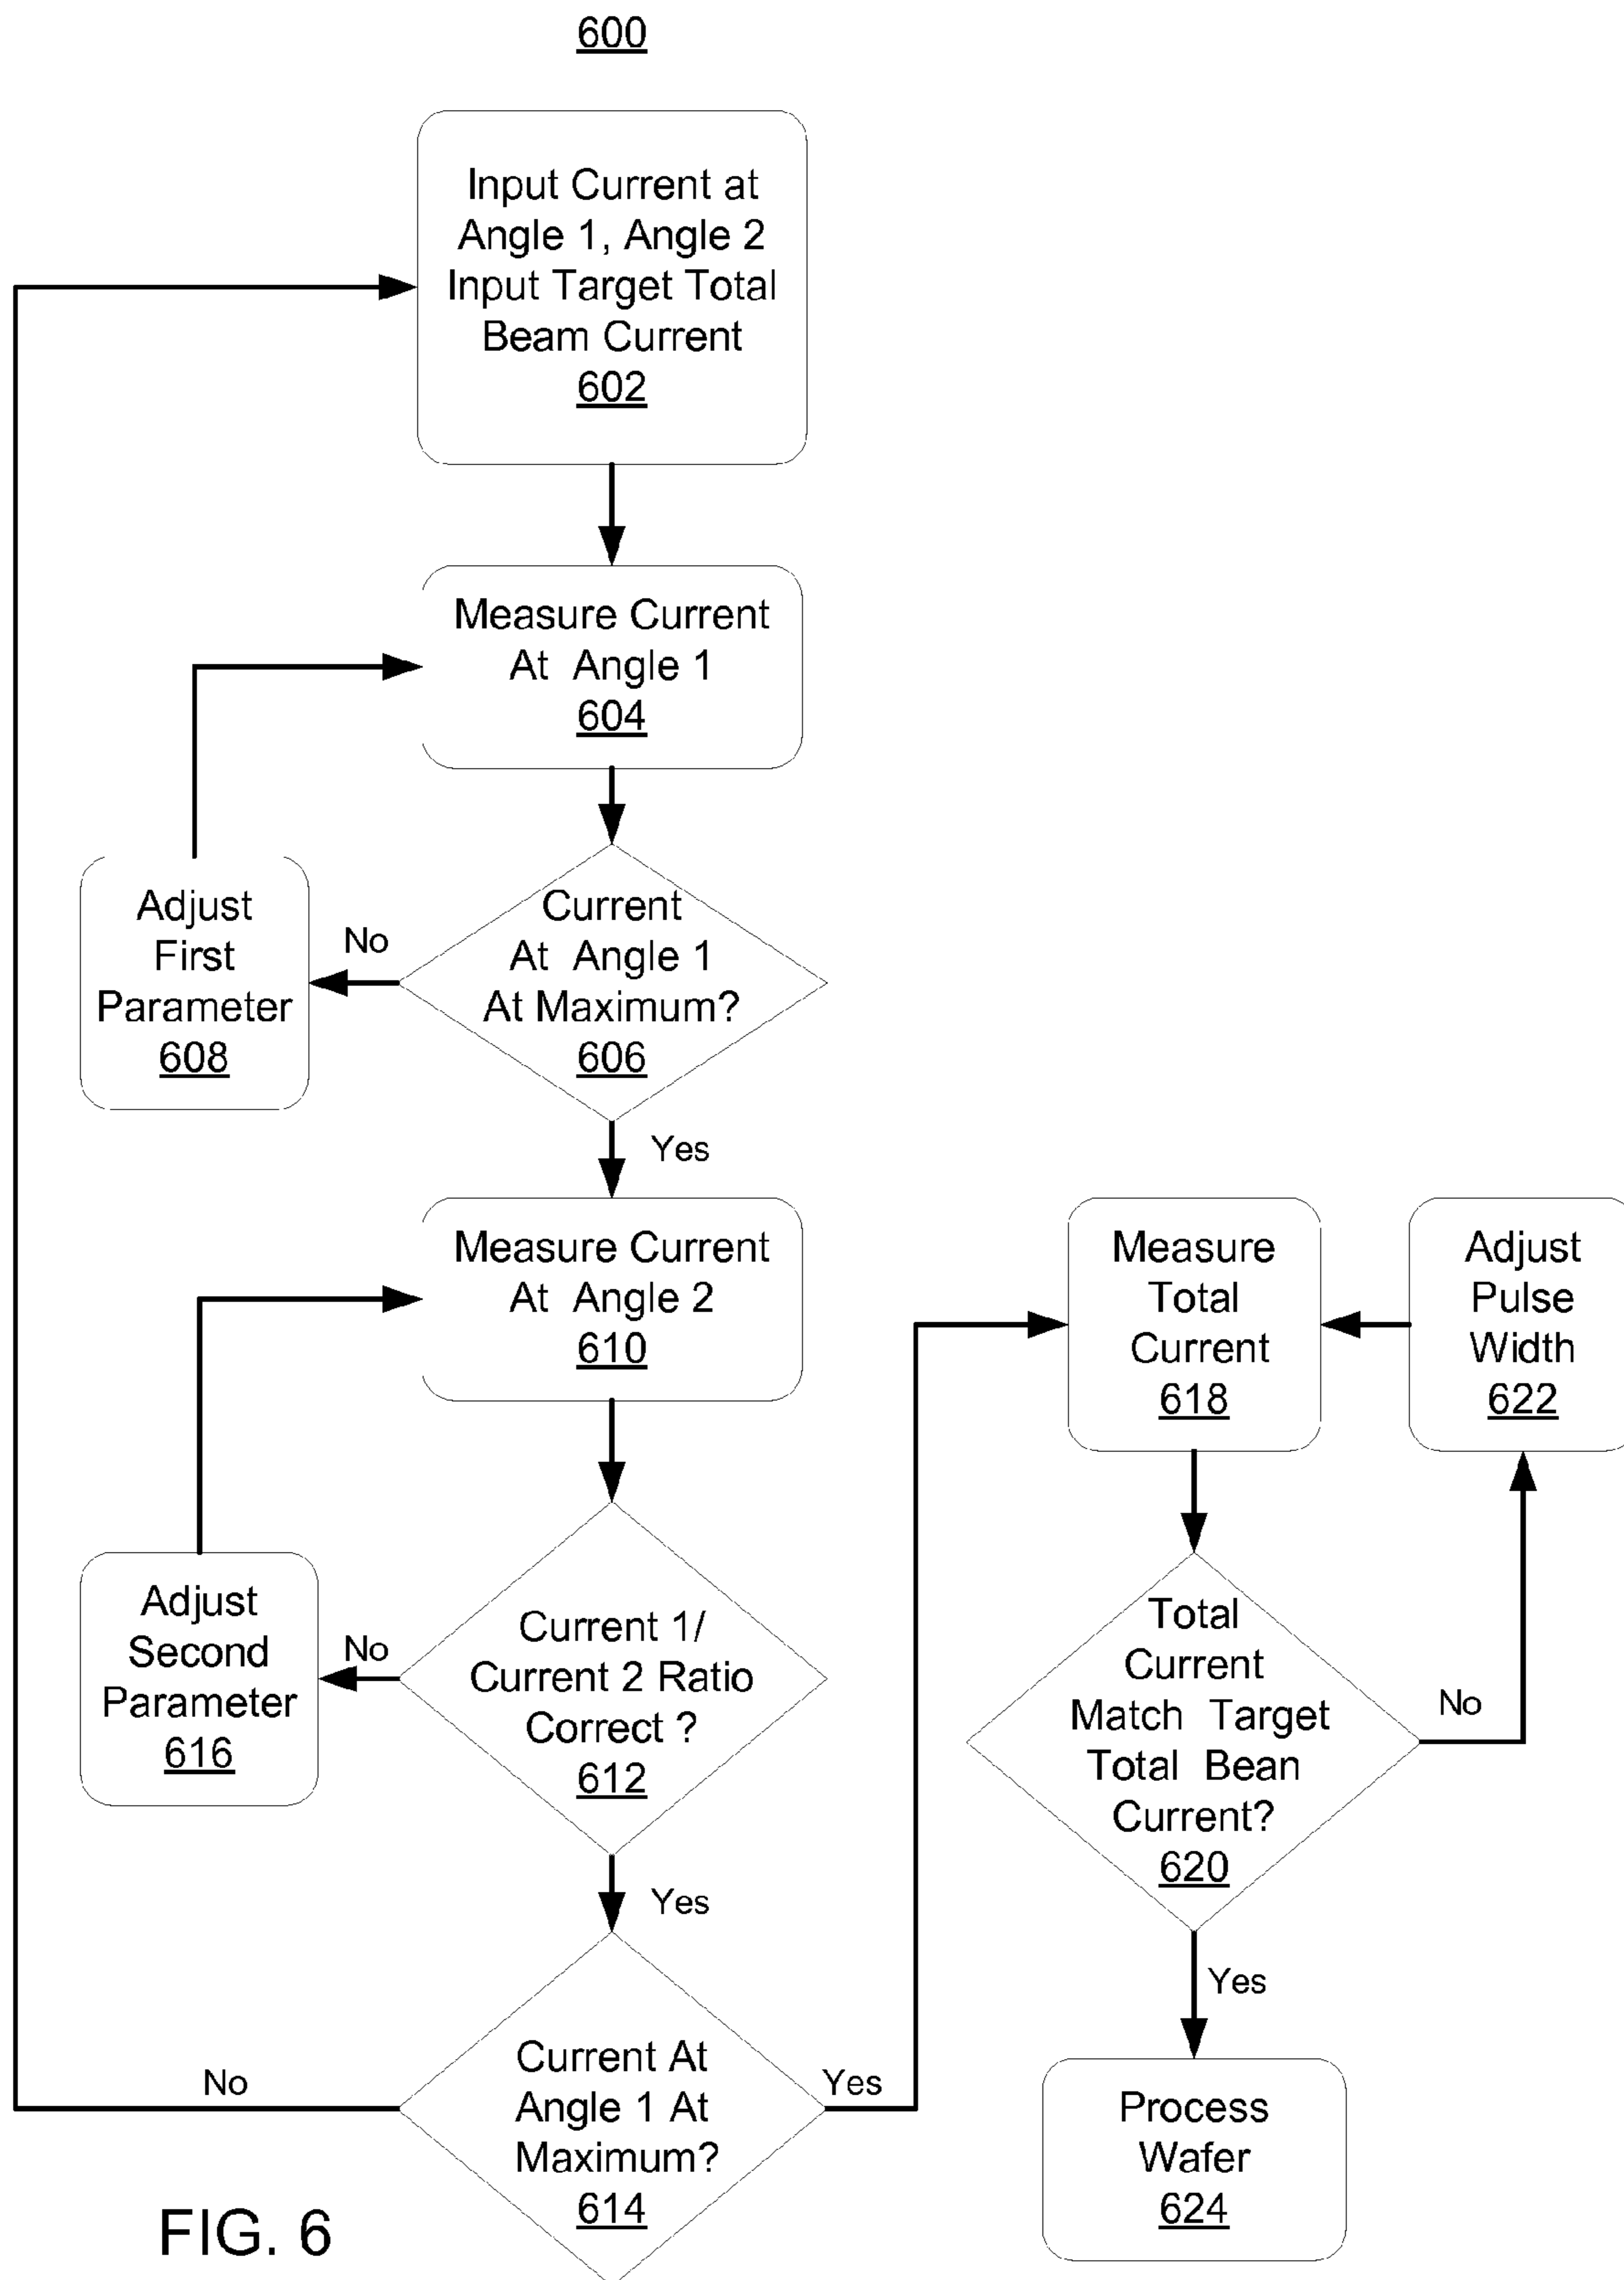 600
Input Current at
Angle 1, Angle 2
Input Target Total
Beam Current
602
Measure Current
At Angle 1
604
Current
At Angle 1
At Maximum?
606
No
Adjust
First
Parameter
608
Yes
Measure Current
At Angle 2
610
Current 1/
Current 2 Ratio
Correct ?
612
No
Adjust
Second
Parameter
616
Yes
Current At
Angle 1 At
Maximum?
614
No
Yes
Measure
Total
Current
618
Adjust
Pulse
Width
622
Total
Current
Match Target
Total Bean
Current?
620
No
Yes
Process
Wafer
624
FIG. 6